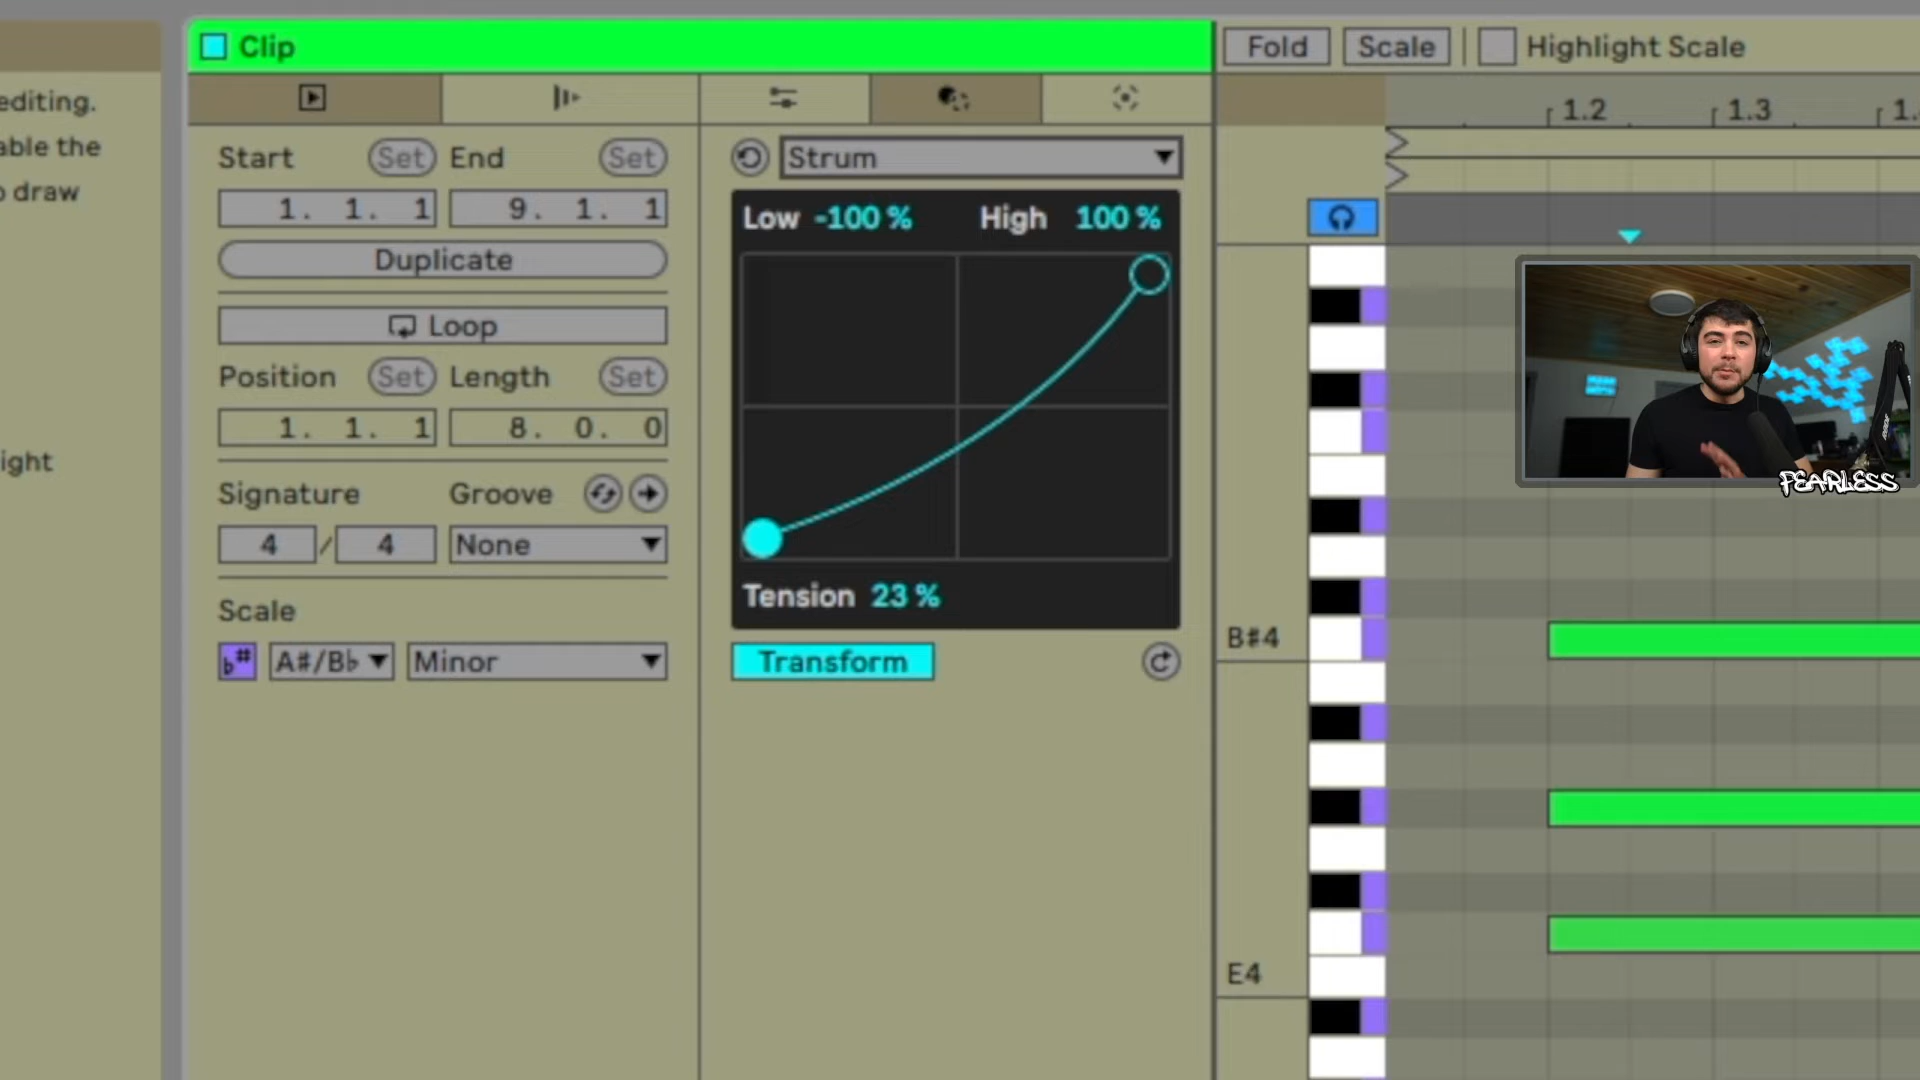 editing.
able the
o draw
ight
Clip
Start Set End Set
1. 1. 1 9. 1. 1
Duplicate
Loop
Position Set Length Set
1. 1. 1 8. 0. 0
Signature Groove
4 / 4 None
Scale
b# A#/Bb Minor
Strum
Low -100 % High 100 %
Tension 23 %
Transform
Fold Scale Highlight Scale
1.2 1.3 1.
B#4
E4
FEARLESS